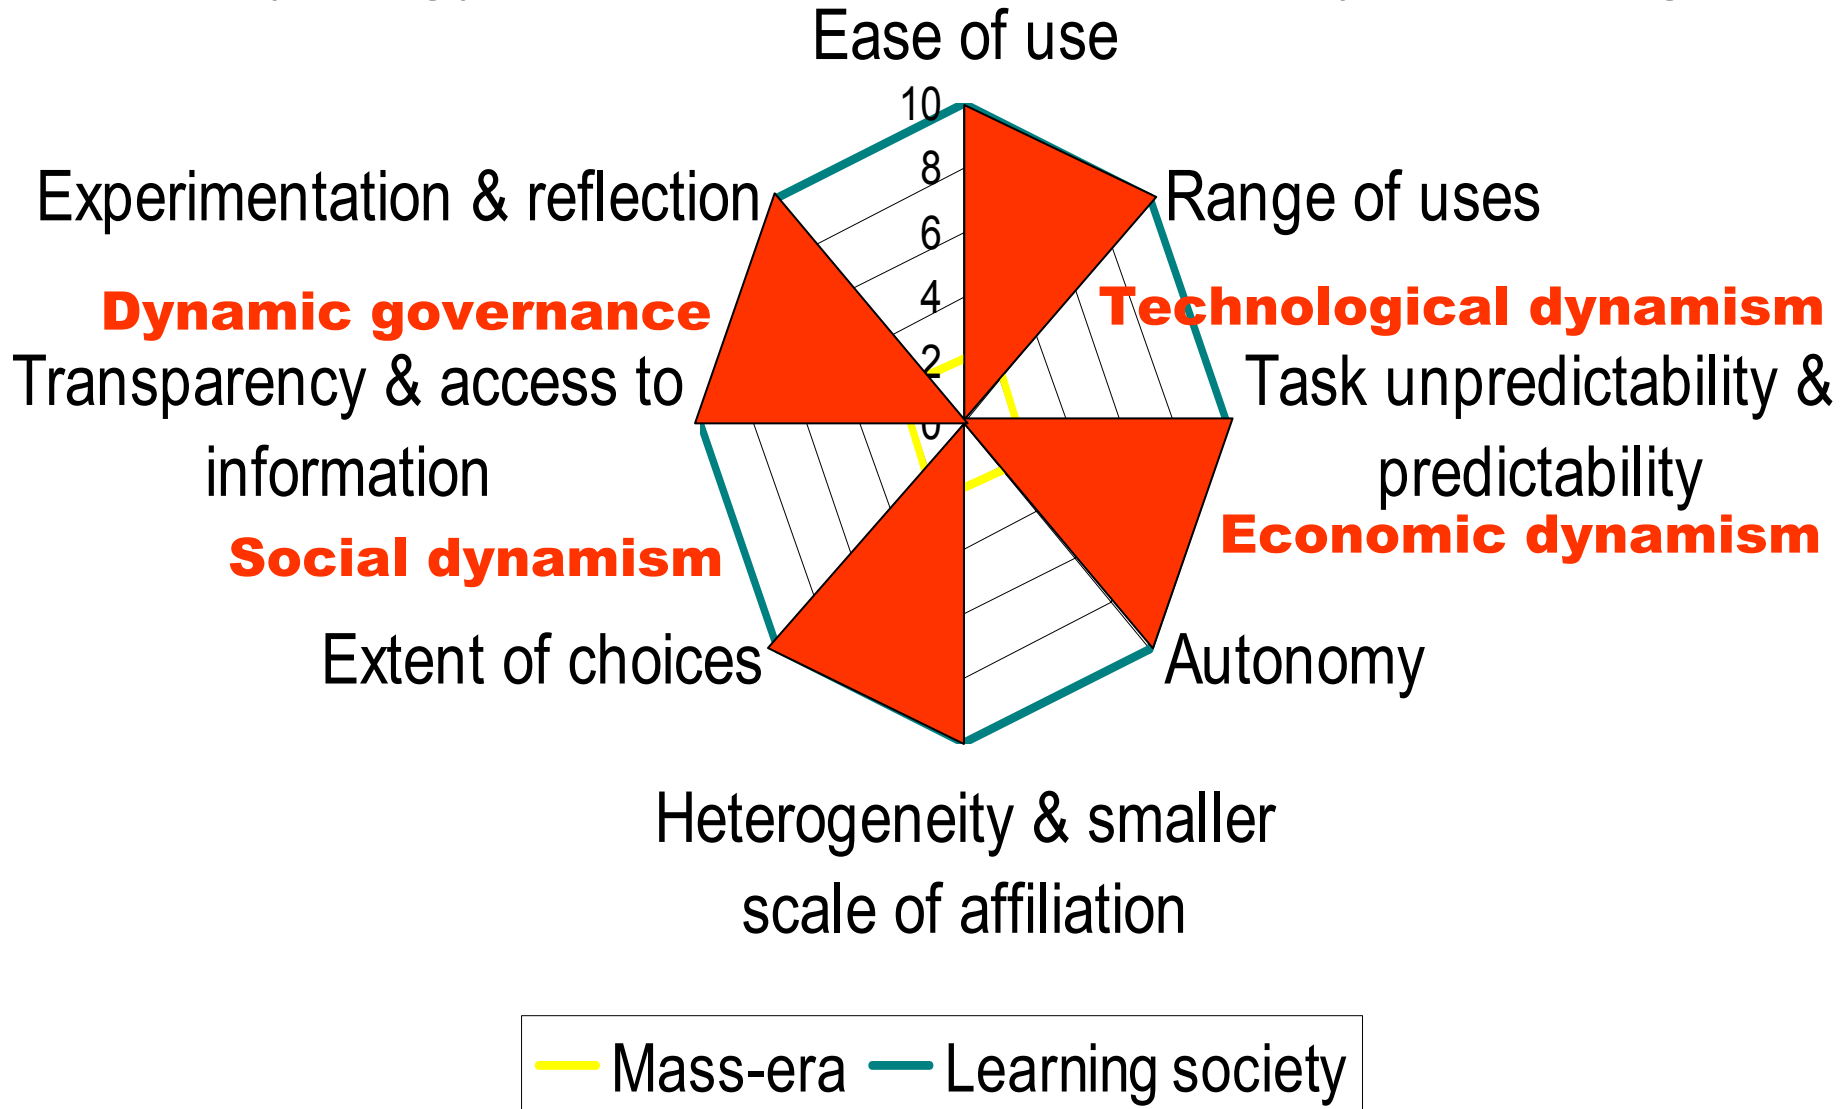 Ease of use
10
8
6
4
2
0
Experimentation & reflection
Range of uses
Dynamic governance
Technological dynamism
Transparency & access to
information
Task unpredictability &
predictability
Social dynamism
Economic dynamism
Extent of choices
Autonomy
Heterogeneity & smaller
scale of affiliation
Mass-era
Learning society